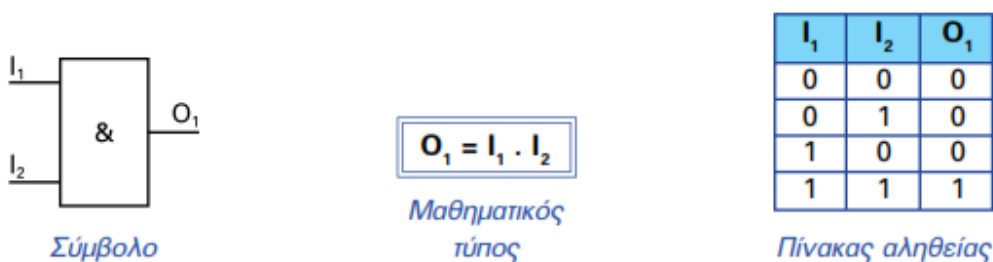 I₁
I₂
&
O₁
Σύμβολο
O₁ = I₁ . I₂
Μαθηματικός
τύπος
I₁ I₂ O₁
0 0 0
0 1 0
1 0 0
1 1 1
Πίνακας αληθείας